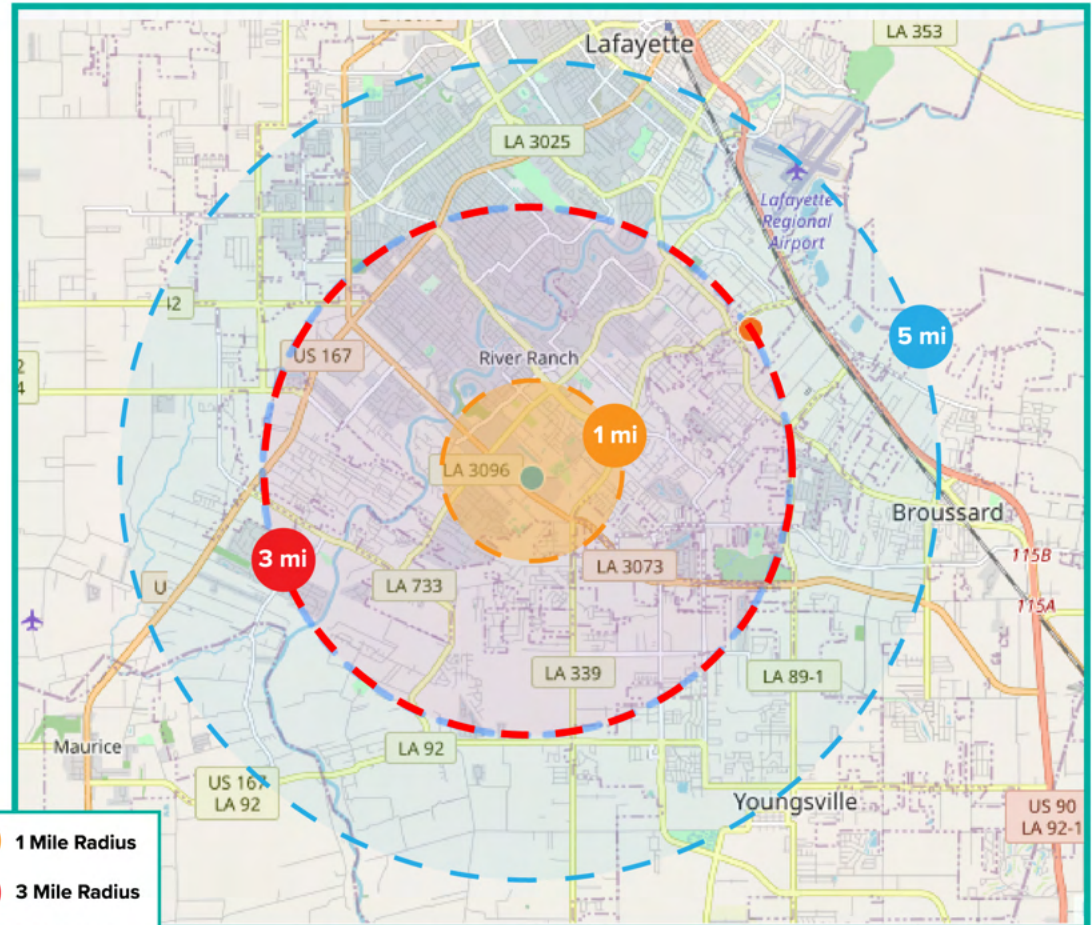 Lafayette
LA 353
LA 3025
Lafayette
Regional
Airport
42
5 mi
US 167
River Ranch
2
4
1 mi
LA 3096
Broussard
3 mi
LA 3073
115B
U
LA 733
115A
LA 339
LA 89-1
Maurice
LA 92
US 167
LA 92
Youngsville
US 90
LA 92-1
1 Mile Radius
3 Mile Radius